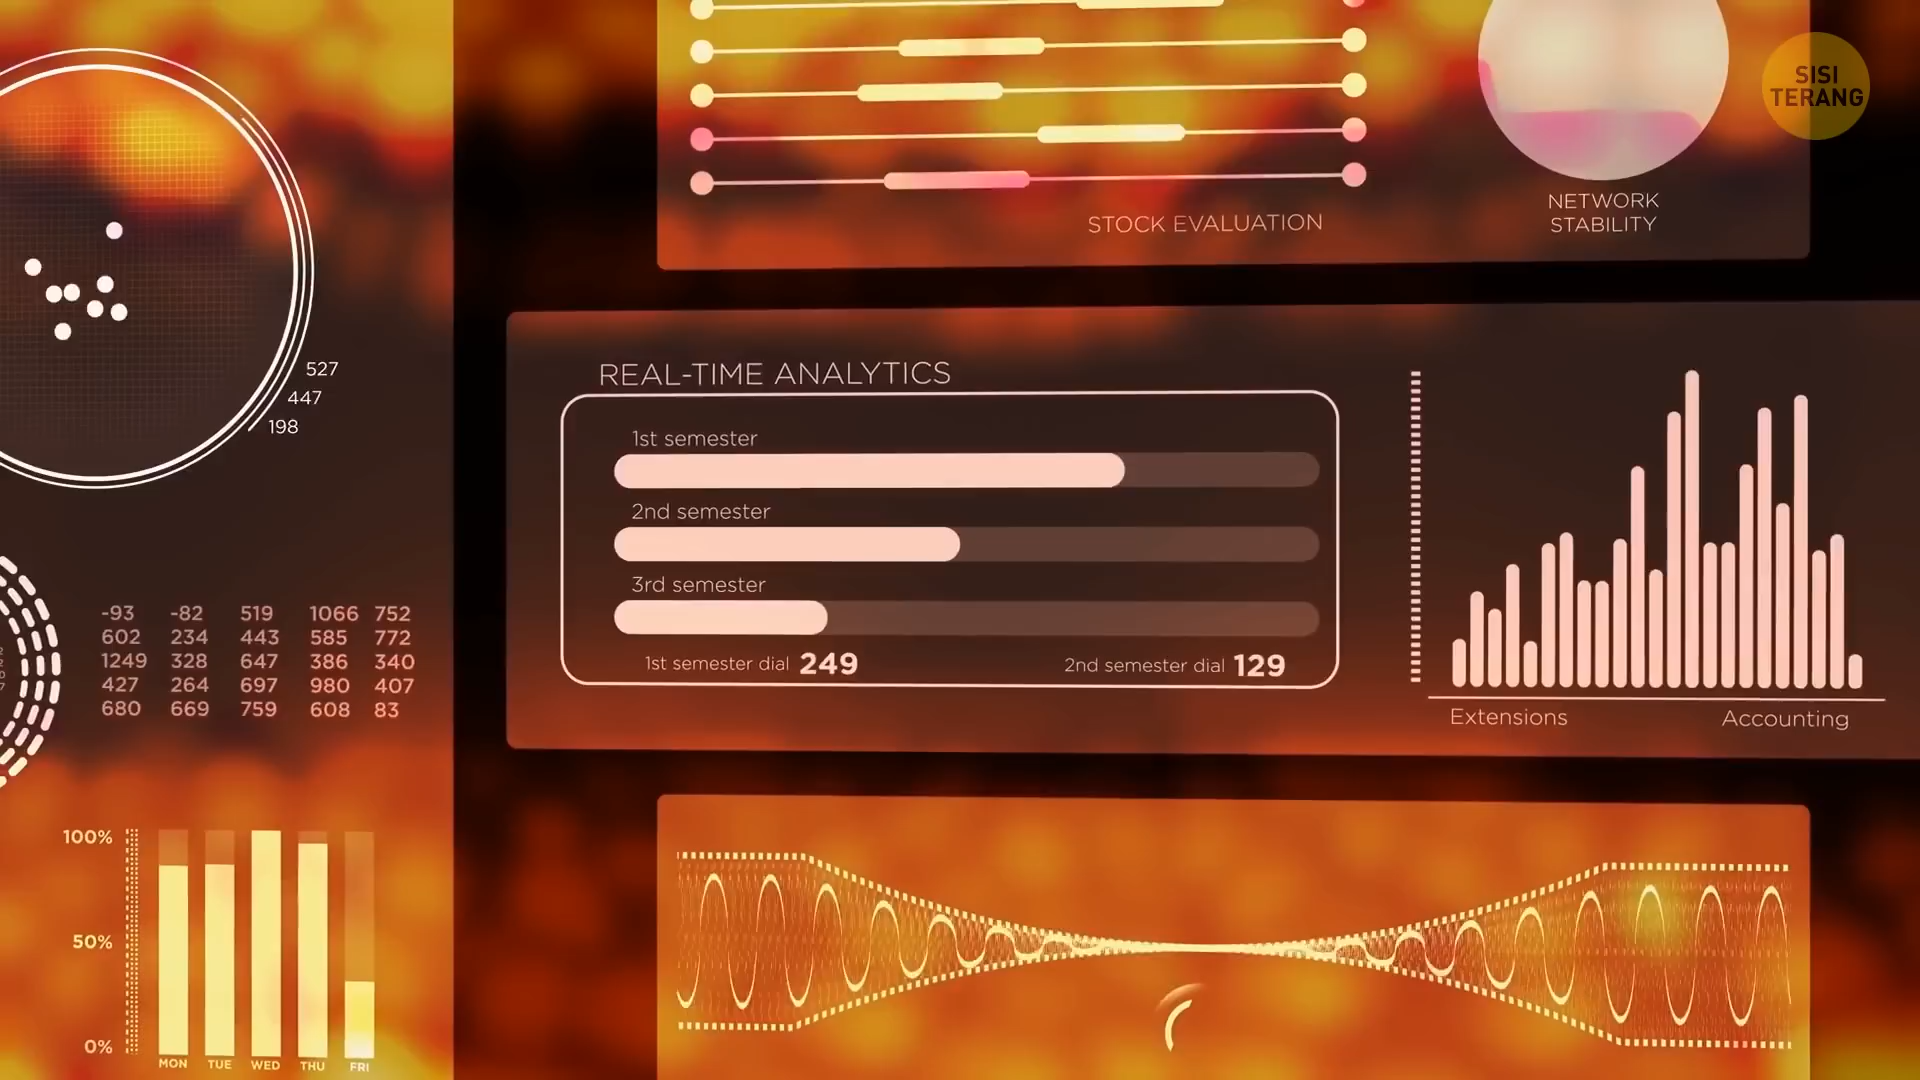 SISI
TERANG
NETWORK
STABILITY
STOCK EVALUATION
527
447
198
REAL-TIME ANALYTICS
1st semester
2nd semester
3rd semester
1st semester dial 249
2nd semester dial 129
Extensions
Accounting
-93 -82 519 1066 752
602 234 443 585 772
1249 328 647 386 340
427 264 697 980 407
680 669 759 608 83
100%
50%
0%
MON TUE WED THU FRI